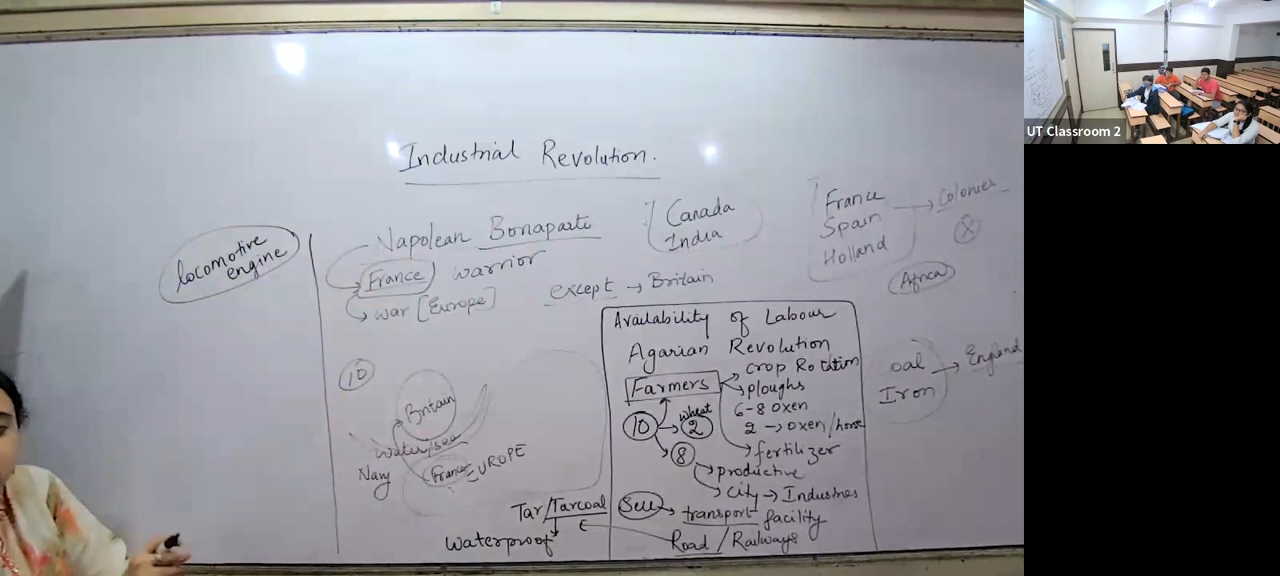 Industrial Revolution.
locomotive
engine
Napolean Bonaparte
France warrior
war [Europe]
except → Britain
Canada
India
France
Spain
Holland
→ Colonies
X
Africa
10
Britain
water/sea
Navy
France
EUROPE
Tar/Tarcoal
Waterproof
Availability of Labour
Agarian Revolution
Farmers
crop Rotation
ploughs
6-8 oxen
2 → oxen/horse
fertilizer
10
wheat
2
8
productive
city → Industries
Sell → transport facility
Road / Railways
oal
Iron
→ England
UT Classroom 2